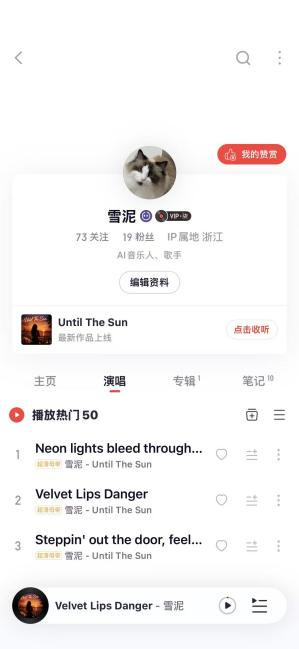 我的赞赏
雪泥 VIP
73 关注 19 粉丝 IP属地 浙江
AI音乐人、歌手
编辑资料
Until The Sun
最新作品上线
点击收听
主页 演唱 专辑 1 笔记 10
播放热门 50
1 Neon lights bleed through...
超清母带 雪泥 - Until The Sun
2 Velvet Lips Danger
超清母带 雪泥 - Until The Sun
3 Steppin' out the door, feel...
超清母带 雪泥 - Until The Sun
Velvet Lips Danger - 雪泥